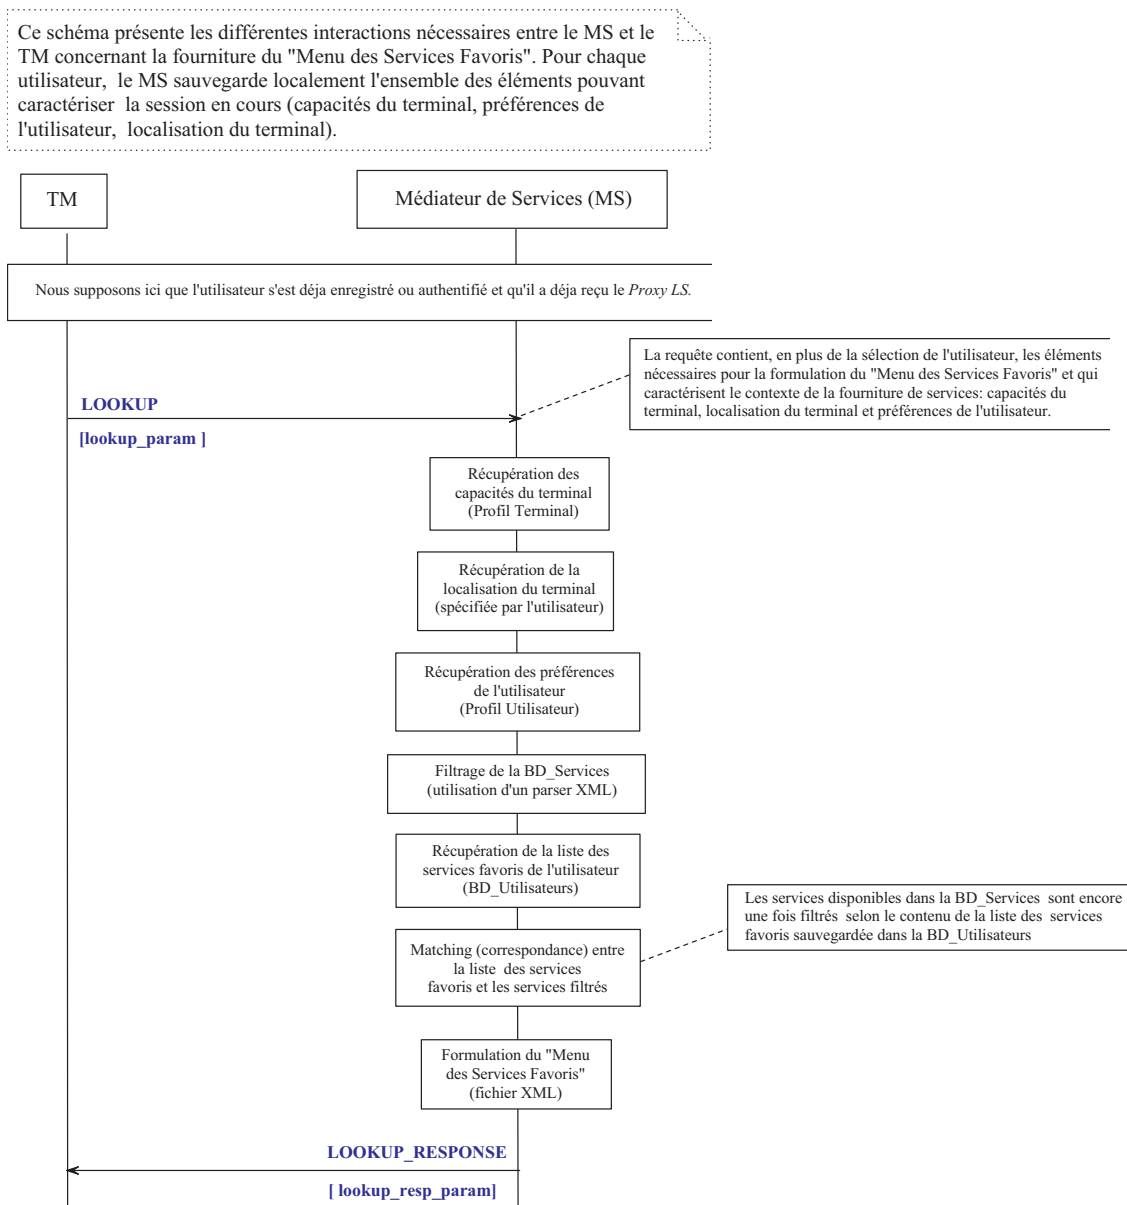 Ce schéma présente les différentes interactions nécessaires entre le MS et le
TM concernant la fourniture du "Menu des Services Favoris". Pour chaque
utilisateur, le MS sauvegarde localement l'ensemble des éléments pouvant
caractériser la session en cours (capacités du terminal, préférences de
l'utilisateur, localisation du terminal).
TM
Médiateur de Services (MS)
Nous supposons ici que l'utilisateur s'est déja enregistré ou authentifié et qu'il a déja reçu le Proxy LS.
La requête contient, en plus de la sélection de l'utilisateur, les éléments
nécessaires pour la formulation du "Menu des Services Favoris" et qui
caractérisent le contexte de la fourniture de services: capacités du
terminal, localisation du terminal et préférences de l'utilisateur.
LOOKUP
[lookup_param ]
Récupération des
capacités du terminal
(Profil Terminal)
Récupération de la
localisation du terminal
(spécifiée par l'utilisateur)
Récupération des préférences
de l'utilisateur
(Profil Utilisateur)
Filtrage de la BD_Services
(utilisation d'un parser XML)
Récupération de la liste des
services favoris de l'utilisateur
(BD_Utilisateurs)
Les services disponibles dans la BD_Services sont encore
une fois filtrés selon le contenu de la liste des services
favoris sauvegardée dans la BD_Utilisateurs
Matching (correspondance) entre
la liste des services
favoris et les services filtrés
Formulation du "Menu
des Services Favoris"
(fichier XML)
LOOKUP_RESPONSE
[ lookup_resp_param]